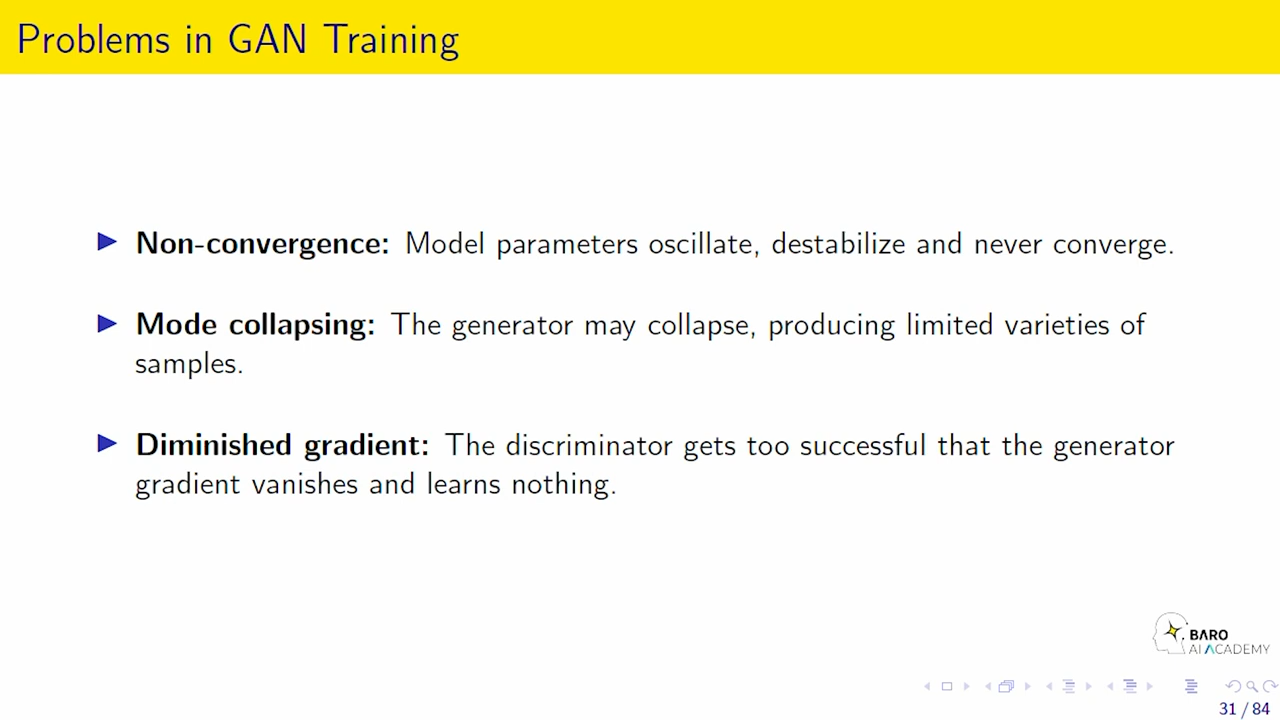 Problems in GAN Training
Non-convergence: Model parameters oscillate, destabilize and never converge.
Mode collapsing: The generator may collapse, producing limited varieties of
samples.
Diminished gradient: The discriminator gets too successful that the generator
gradient vanishes and learns nothing.
BARO
AI ACADEMY
31 / 84